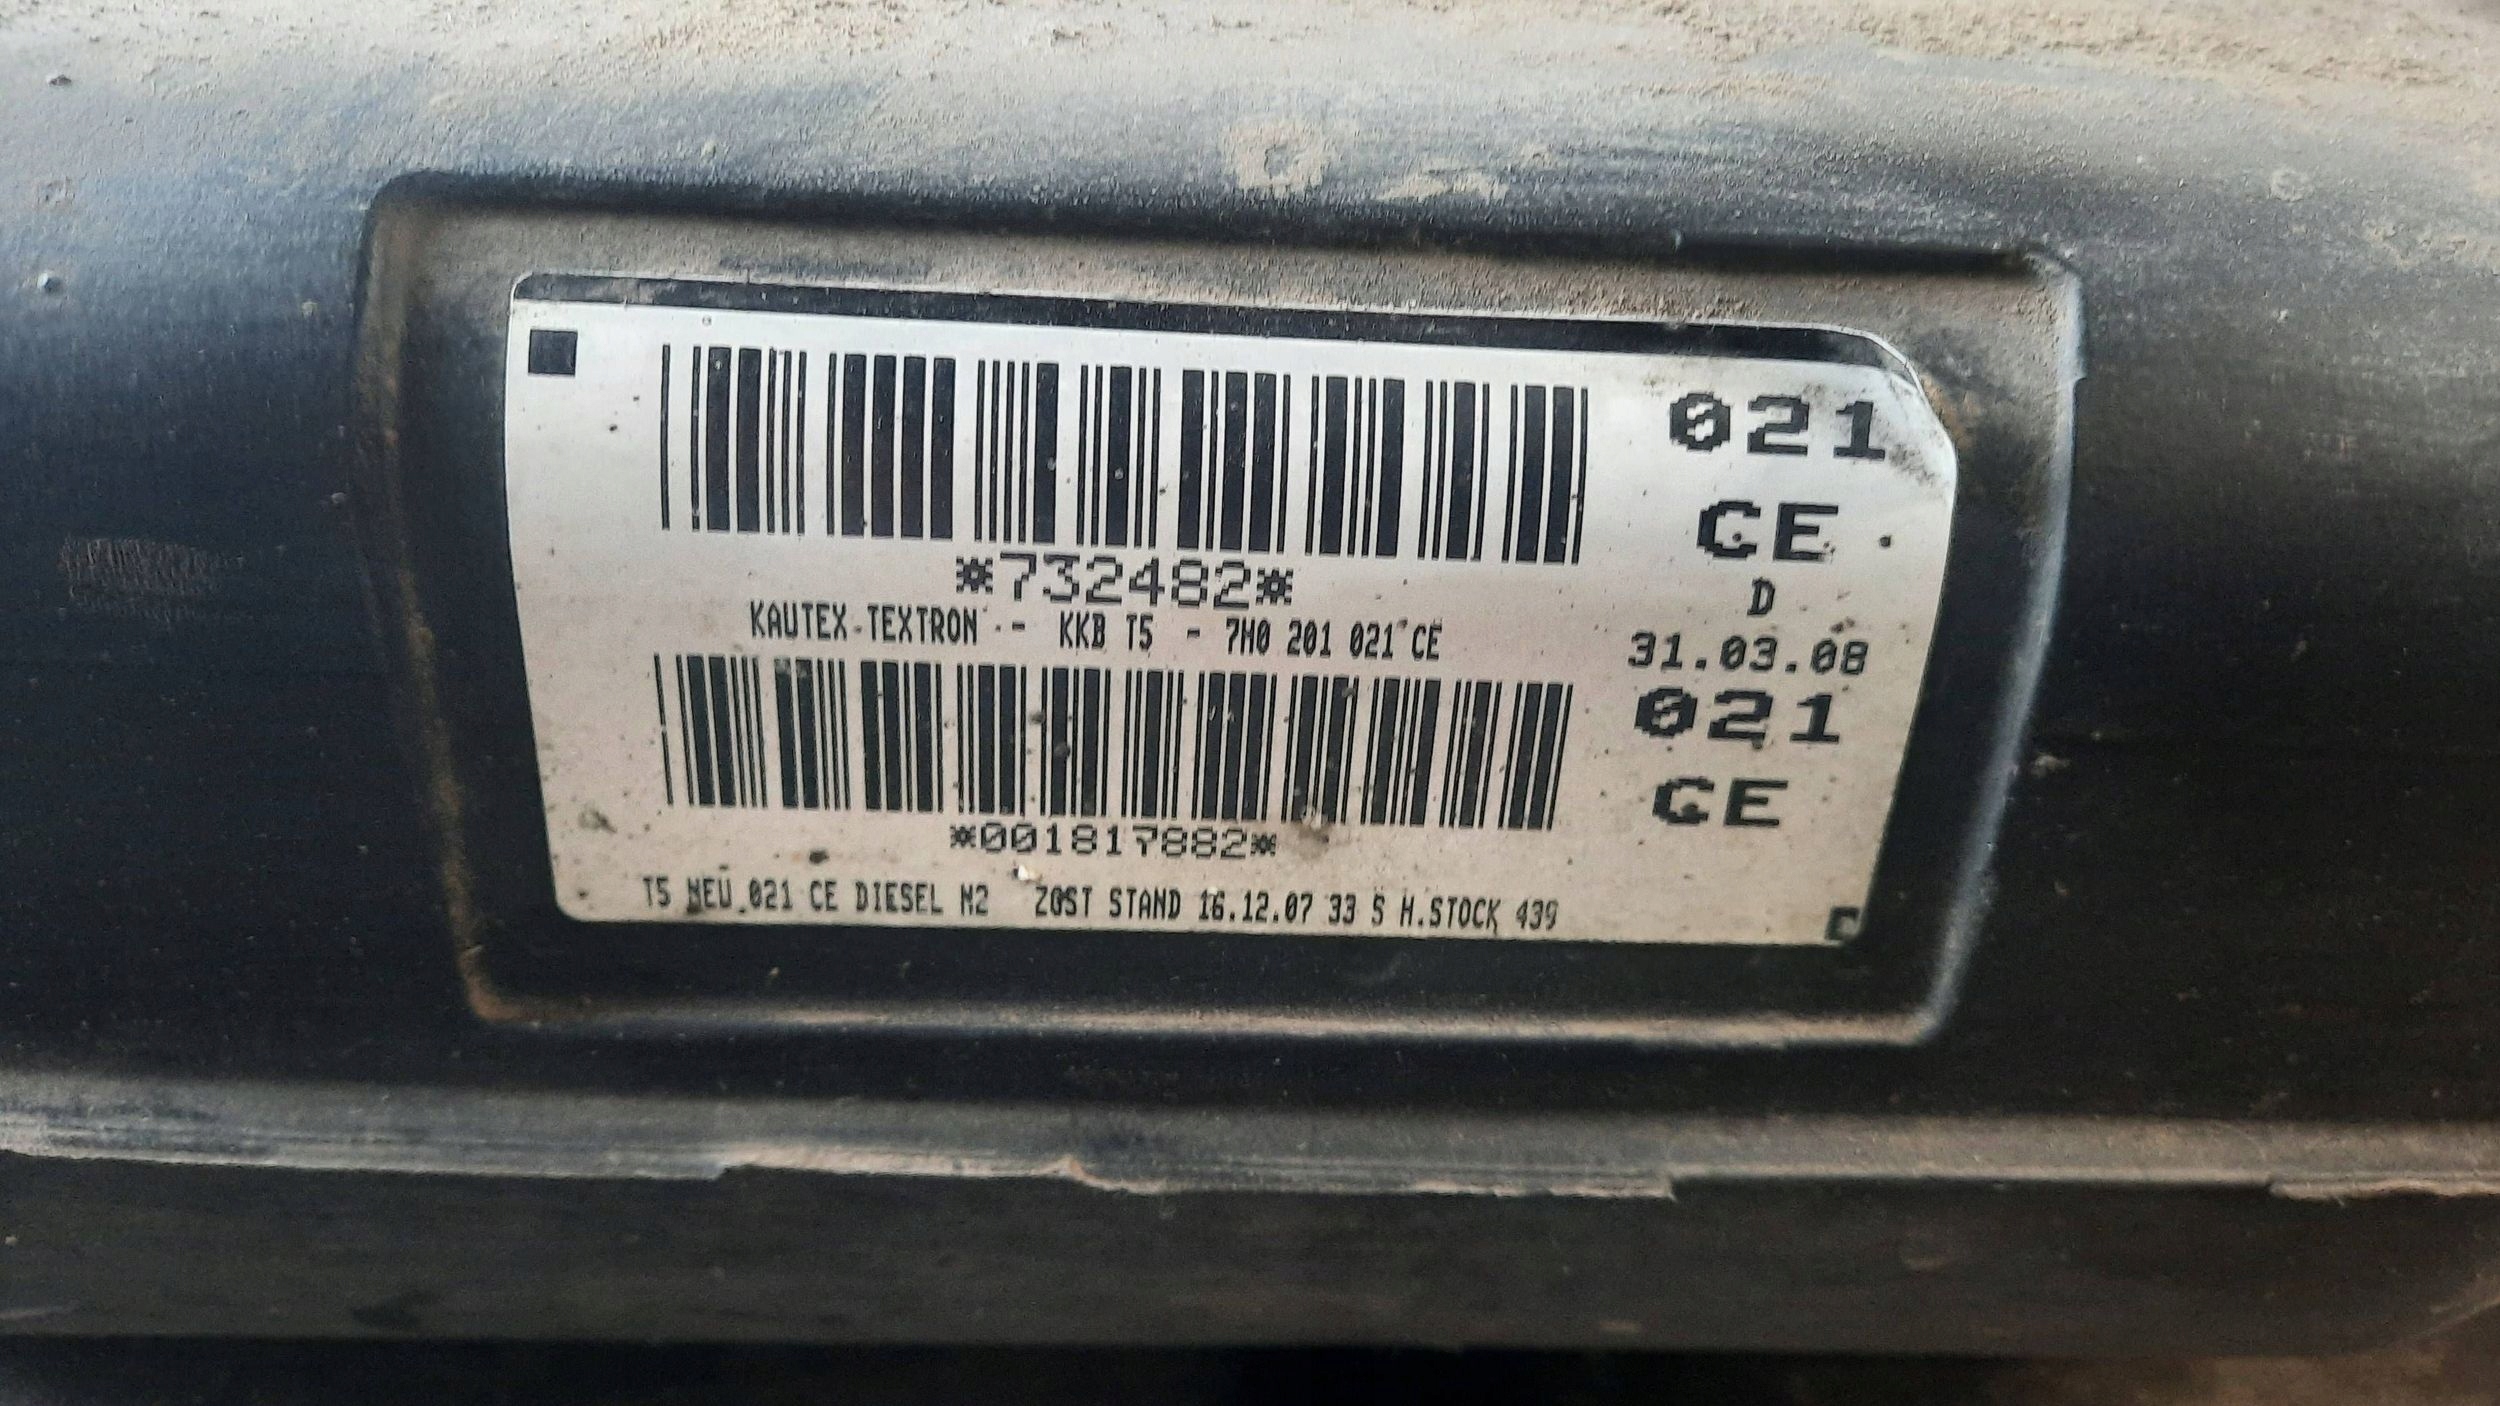 021
CE
*732482*
D
KAUTEX-TEXTRON - KKB T5 - 7H0 201 021 CE
31.03.08
021
CE
*001817882*
T5 NEU 021 CE DIESEL N2 ZOST STAND 16.12.07 33 S H.STOCK 439